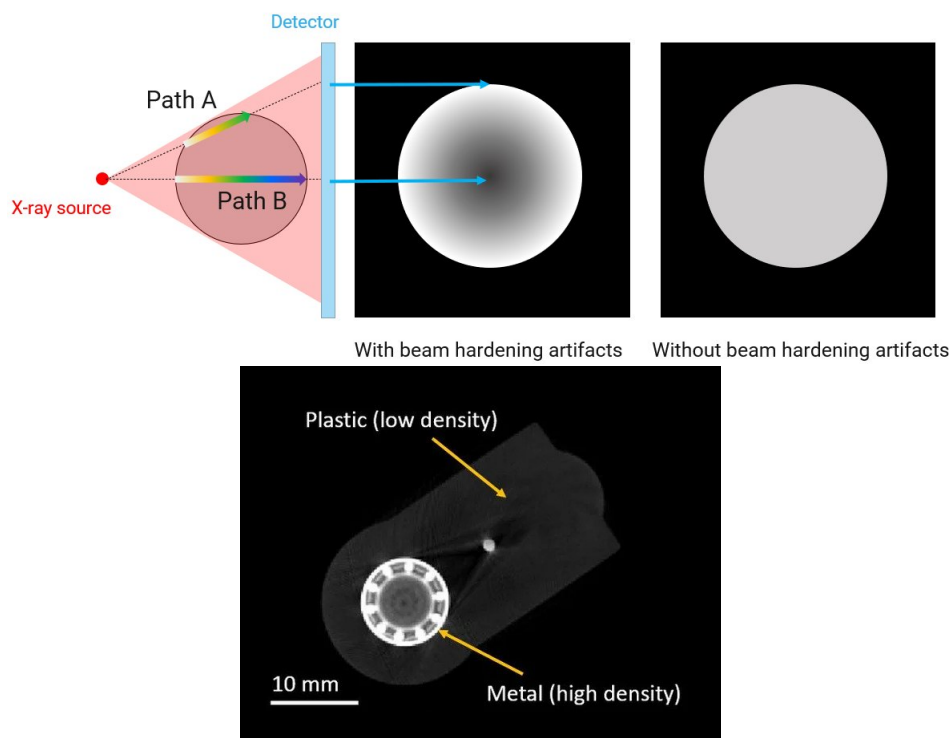 Detector
Path A
Path B
X-ray source
With beam hardening artifacts
Without beam hardening artifacts
Plastic (low density)
10 mm
Metal (high density)